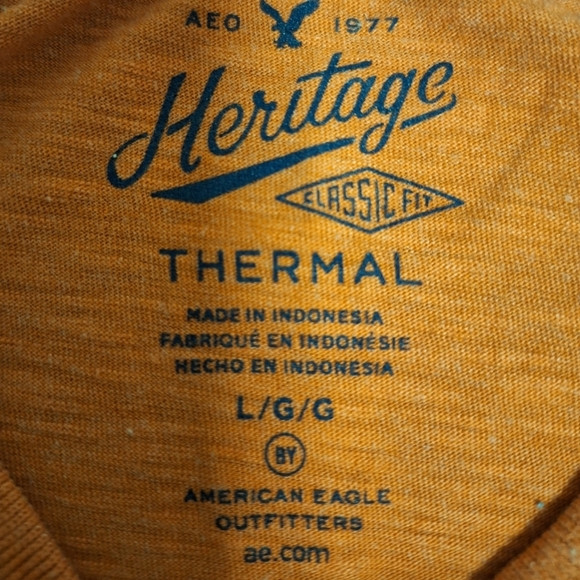 AEO 1977
Heritage
CLASSIC FIT
THERMAL
MADE IN INDONESIA
FABRIQUÉ EN INDONÉSIE
HECHO EN INDONESIA
L/G/G
BY
AMERICAN EAGLE
OUTFITTERS
ae.com